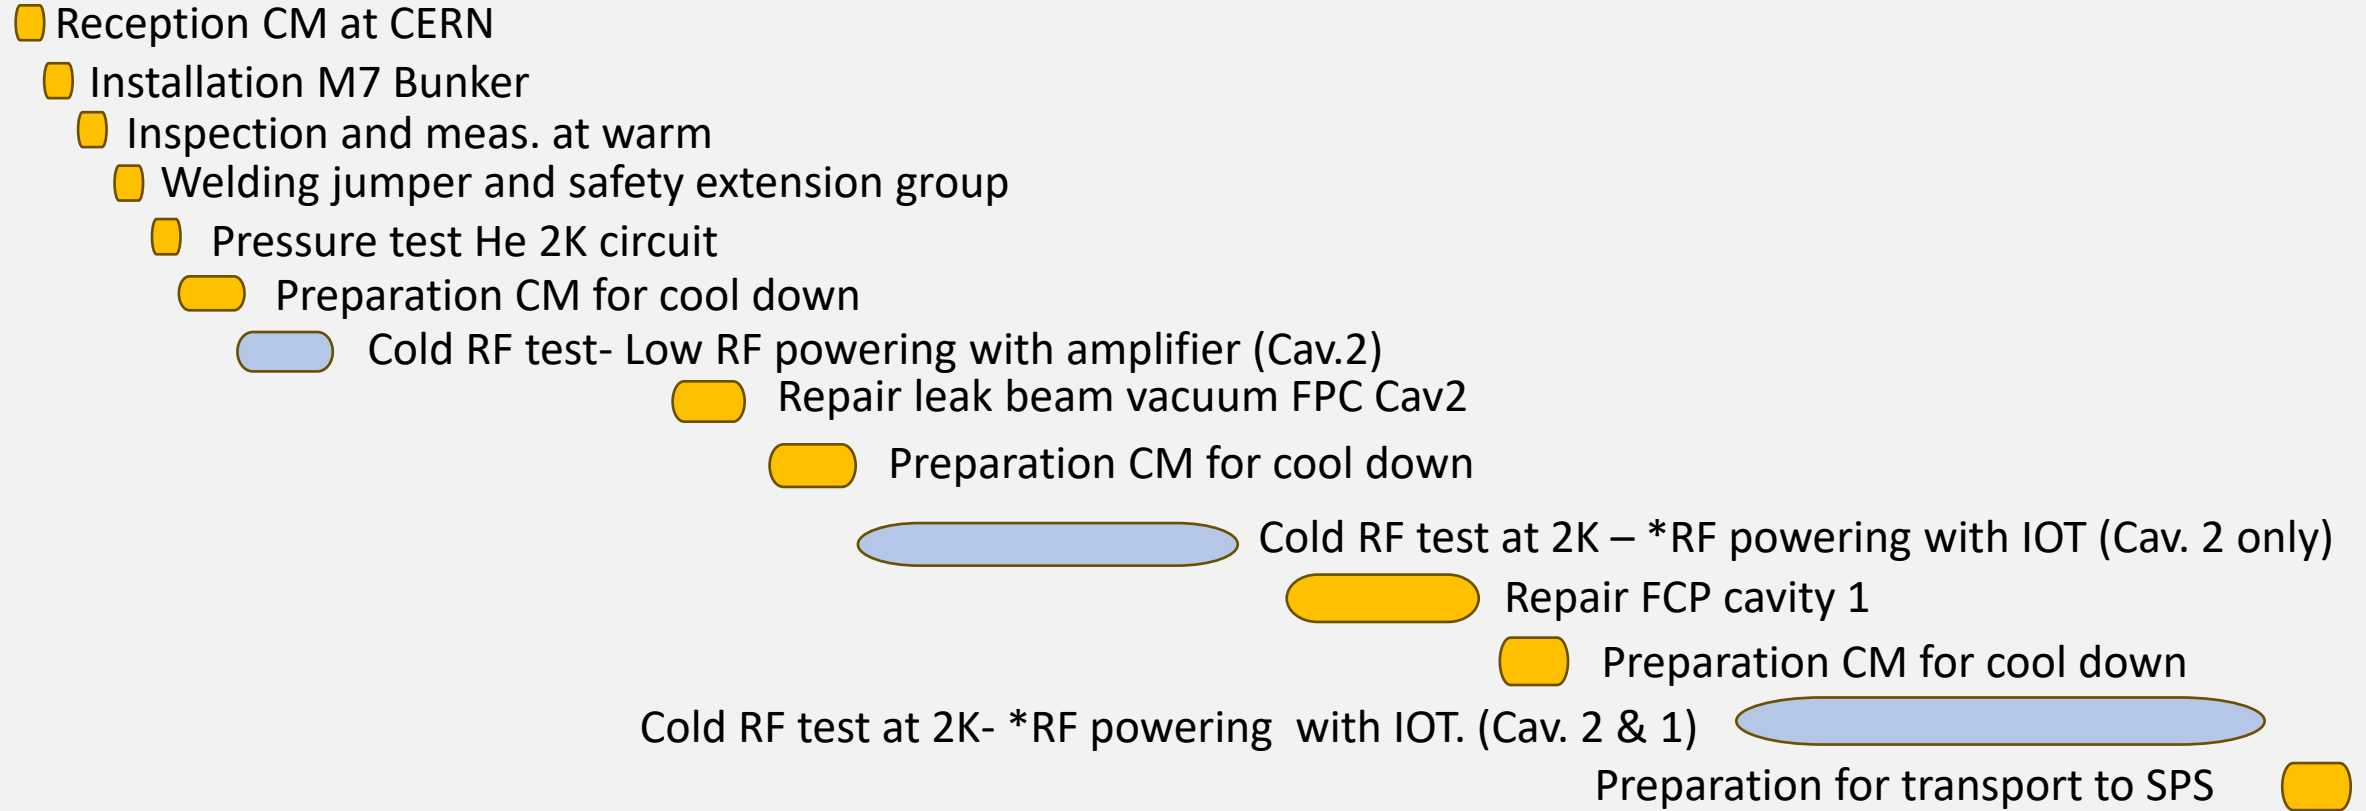 Reception CM at CERN
Installation M7 Bunker
Inspection and meas. at warm
Welding jumper and safety extension group
Pressure test He 2K circuit
Preparation CM for cool down
Cold RF test- Low RF powering with amplifier (Cav.2)
Repair leak beam vacuum FPC Cav2
Preparation CM for cool down
Cold RF test at 2K – *RF powering with IOT (Cav. 2 only)
Repair FCP cavity 1
Preparation CM for cool down
Cold RF test at 2K- *RF powering with IOT. (Cav. 2 & 1)
Preparation for transport to SPS